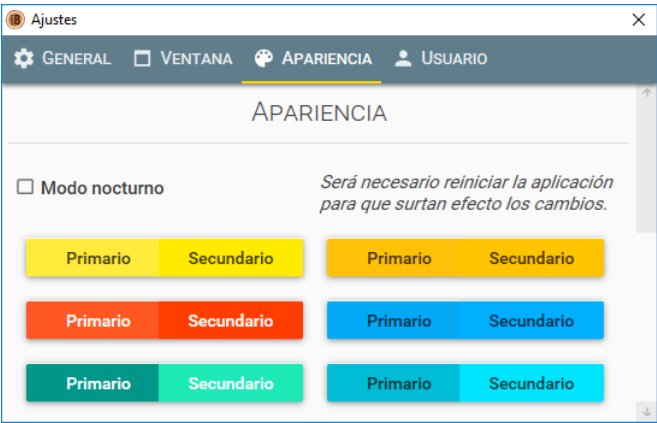 Ajustes
GENERAL VENTANA APARIENCIA USUARIO
APARIENCIA
Modo nocturno
Será necesario reiniciar la aplicación
para que surtan efecto los cambios.
Primario Secundario Primario Secundario
Primario Secundario Primario Secundario
Primario Secundario Primario Secundario